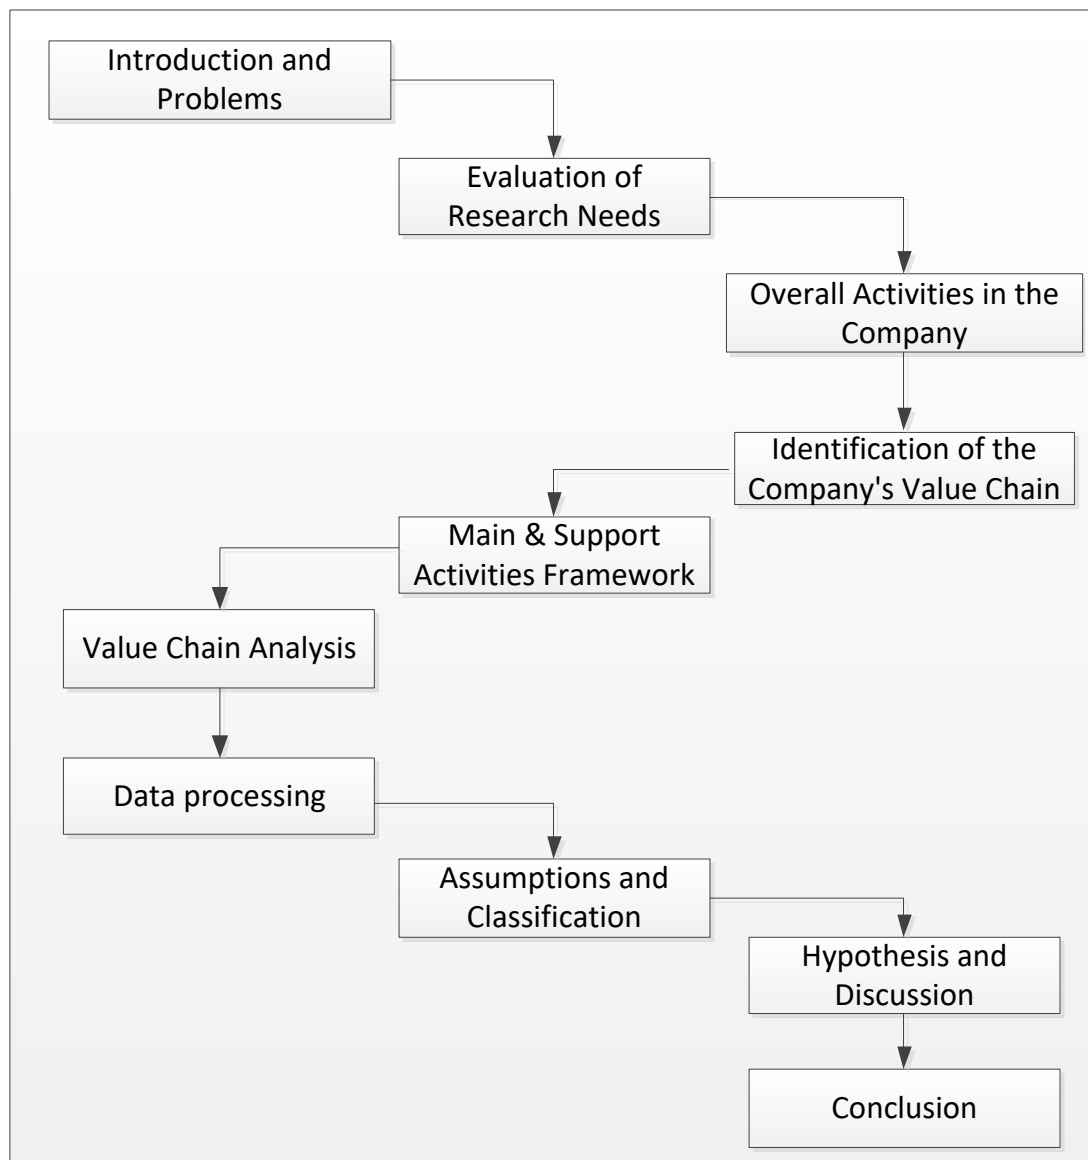 Introduction and
Problems
Evaluation of
Research Needs
Overall Activities in the
Company
Identification of the
Company's Value Chain
Main & Support
Activities Framework
Value Chain Analysis
Data processing
Assumptions and
Classification
Hypothesis and
Discussion
Conclusion